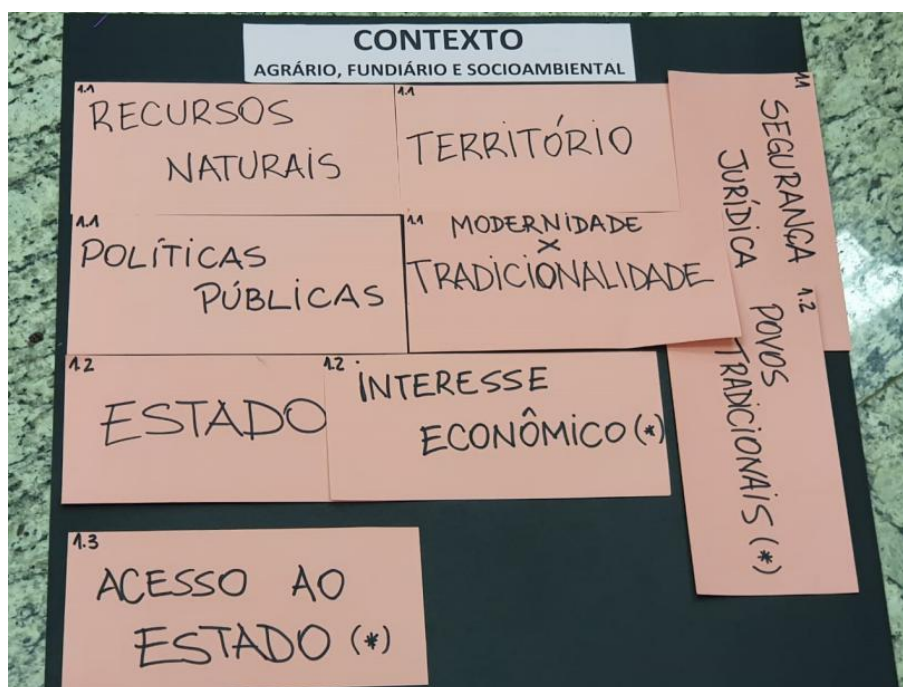 CONTEXTO
AGRÁRIO, FUNDIÁRIO E SOCIOAMBIENTAL
1.1
RECURSOS
NATURAIS
1.1
TERRITÓRIO
1.1
SEGURANÇA
JURÍDICA
1.1
POLÍTICAS
PÚBLICAS
1.1
MODERNIDADE
X
TRADICIONALIDADE
1.2
ESTADO
1.2
INTERESSE
ECONÔMICO (*)
1.2
POVOS
TRADICIONAIS (*)
1.3
ACESSO AO
ESTADO (*)